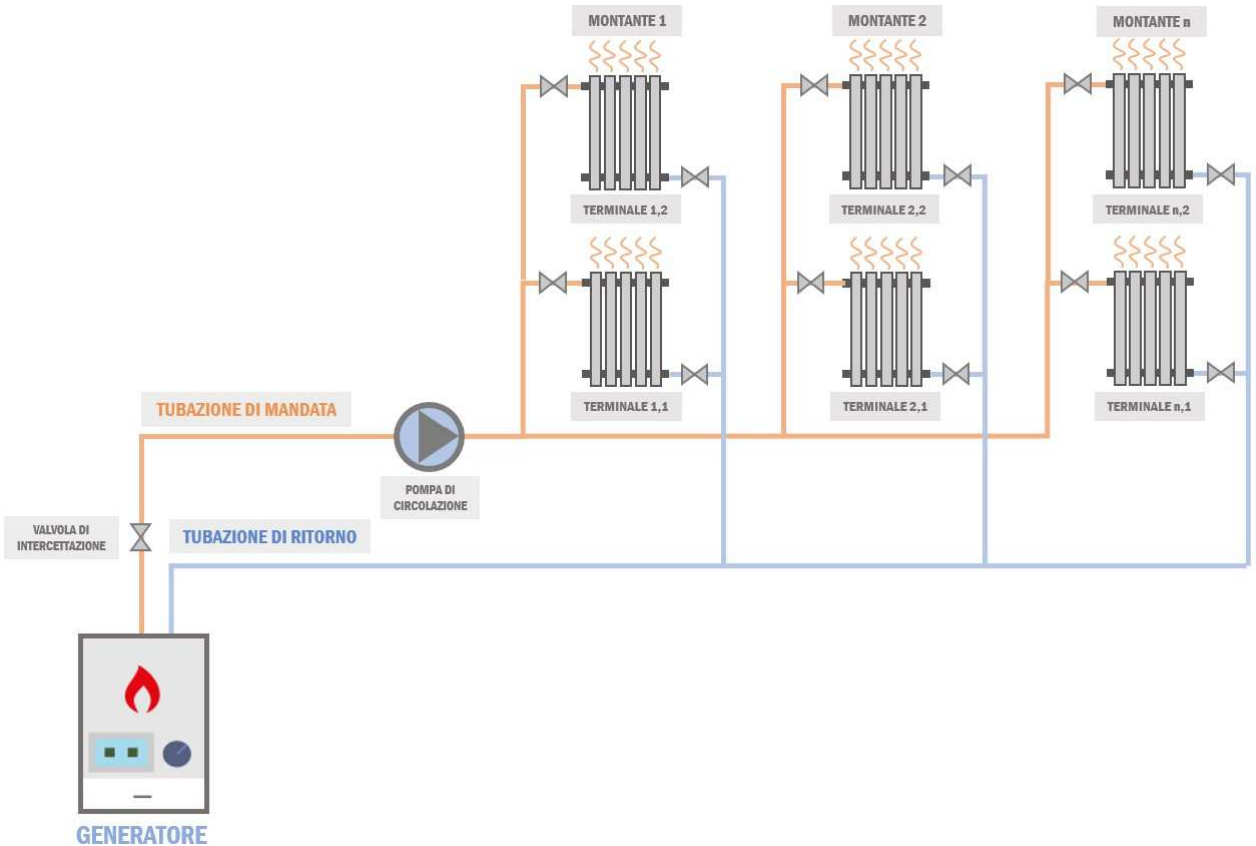 MONTANTE 1
MONTANTE 2
MONTANTE n
TERMINALE 1,2
TERMINALE 2,2
TERMINALE n,2
TERMINALE 1,1
TERMINALE 2,1
TERMINALE n,1
TUBAZIONE DI MANDATA
POMPA DI
CIRCOLAZIONE
VALVOLA DI
INTERCETTAZIONE
TUBAZIONE DI RITORNO
GENERATORE